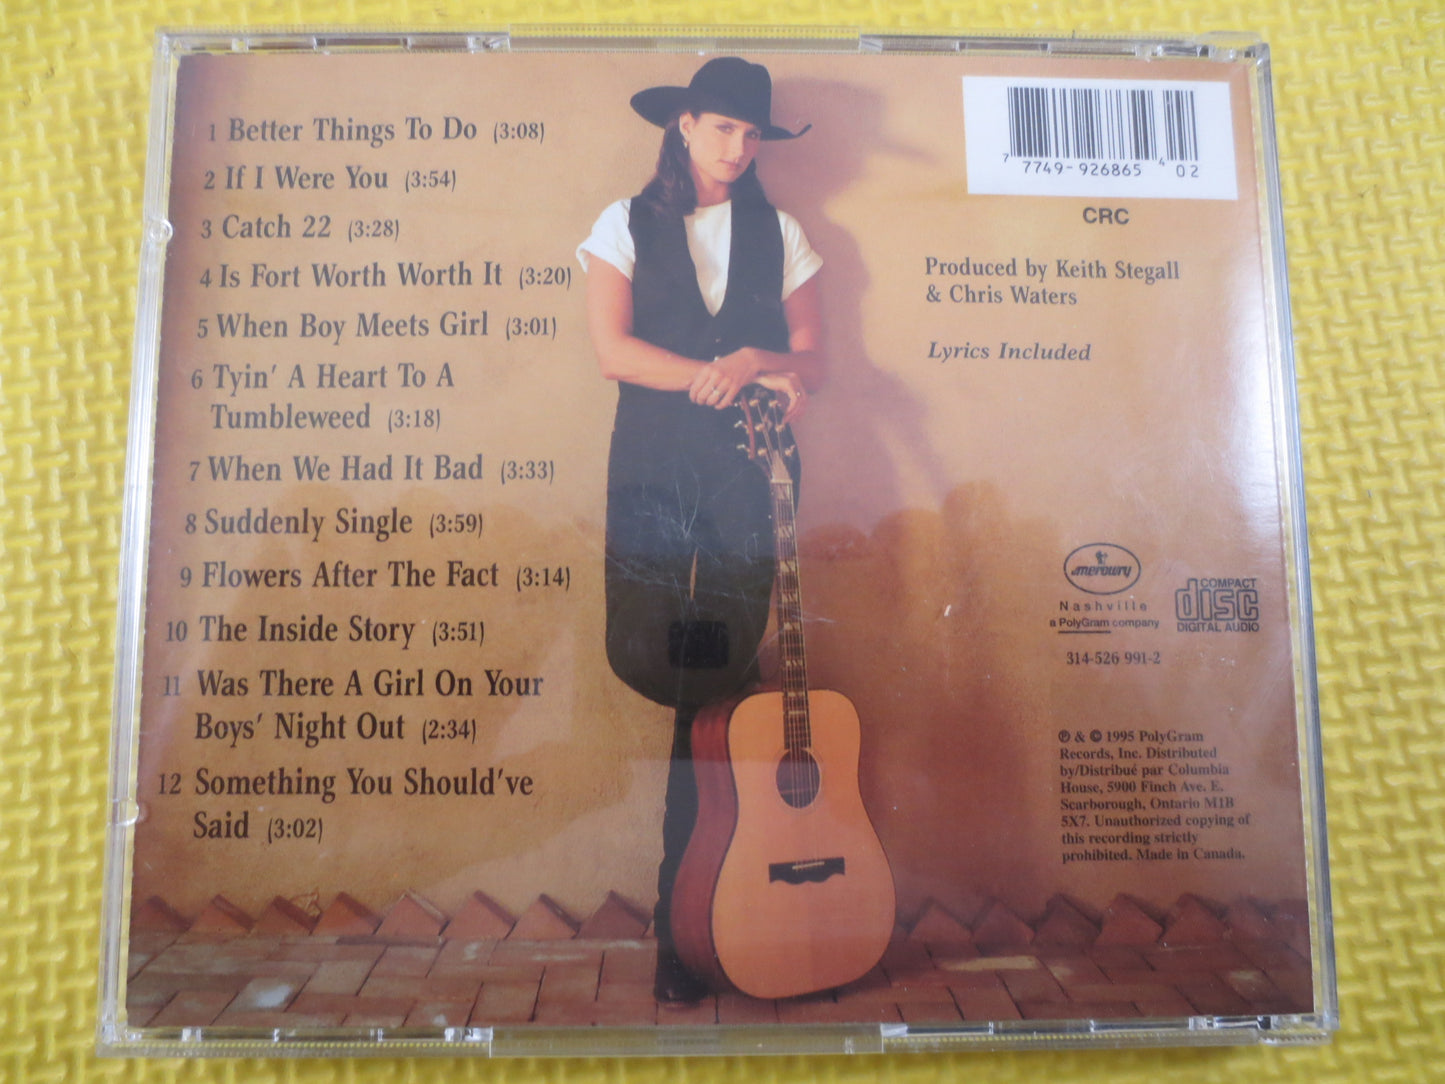 1 Better Things To Do (3:08)
2 If I Were You (3:54)
3 Catch 22 (3:28)
4 Is Fort Worth Worth It (3:20)
5 When Boy Meets Girl (3:01)
6 Tyin' A Heart To A
Tumbleweed (3:18)
7 When We Had It Bad (3:33)
8 Suddenly Single (3:59)
9 Flowers After The Fact (3:14)
10 The Inside Story (3:51)
11 Was There A Girl On Your
Boys' Night Out (2:34)
12 Something You Should've
Said (3:02)
7 7749-926865 4 02
CRC
Produced by Keith Stegall
& Chris Waters
Lyrics Included
mercury
Nashville
a PolyGram company
COMPACT
disc
DIGITAL AUDIO
314-526 991-2
℗ & © 1995 PolyGram
Records, Inc. Distributed
by/Distribué par Columbia
House, 5900 Finch Ave. E.
Scarborough, Ontario M1B
5X7. Unauthorized copying of
this recording strictly
prohibited. Made in Canada.